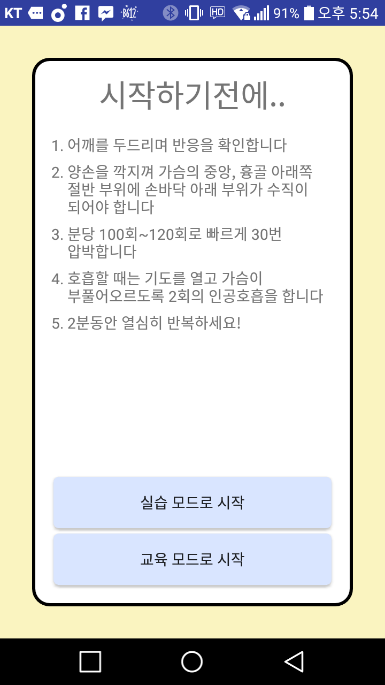 KT HD 91% 오후 5:54
시작하기전에..
1. 어깨를 두드리며 반응을 확인합니다
2. 양손을 깍지껴 가슴의 중앙, 흉골 아래쪽
절반 부위에 손바닥 아래 부위가 수직이
되어야 합니다
3. 분당 100회~120회로 빠르게 30번
압박합니다
4. 호흡할 때는 기도를 열고 가슴이
부풀어오르도록 2회의 인공호흡을 합니다
5. 2분동안 열심히 반복하세요!
실습 모드로 시작
교육 모드로 시작